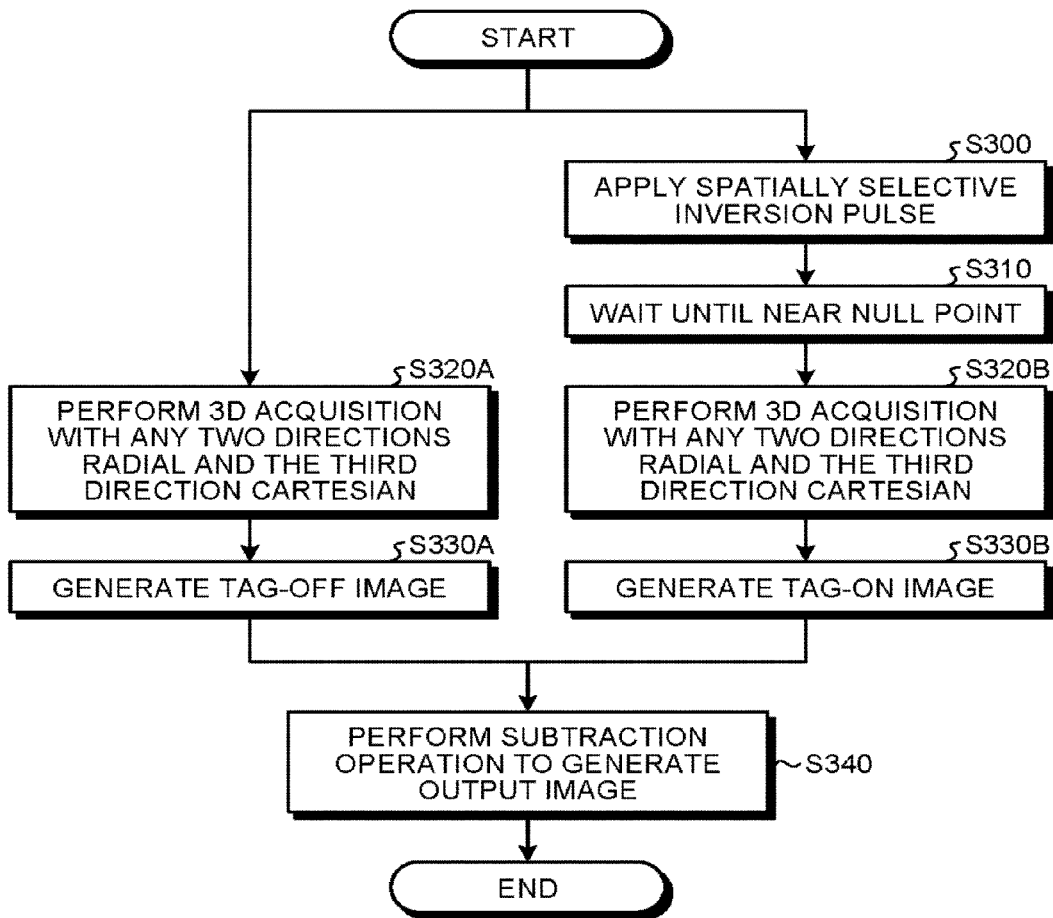 START
S300
APPLY SPATIALLY SELECTIVE
INVERSION PULSE
S310
WAIT UNTIL NEAR NULL POINT
S320A
PERFORM 3D ACQUISITION
WITH ANY TWO DIRECTIONS
RADIAL AND THE THIRD
DIRECTION CARTESIAN
S320B
PERFORM 3D ACQUISITION
WITH ANY TWO DIRECTIONS
RADIAL AND THE THIRD
DIRECTION CARTESIAN
S330A
GENERATE TAG-OFF IMAGE
S330B
GENERATE TAG-ON IMAGE
PERFORM SUBTRACTION
OPERATION TO GENERATE
OUTPUT IMAGE
S340
END